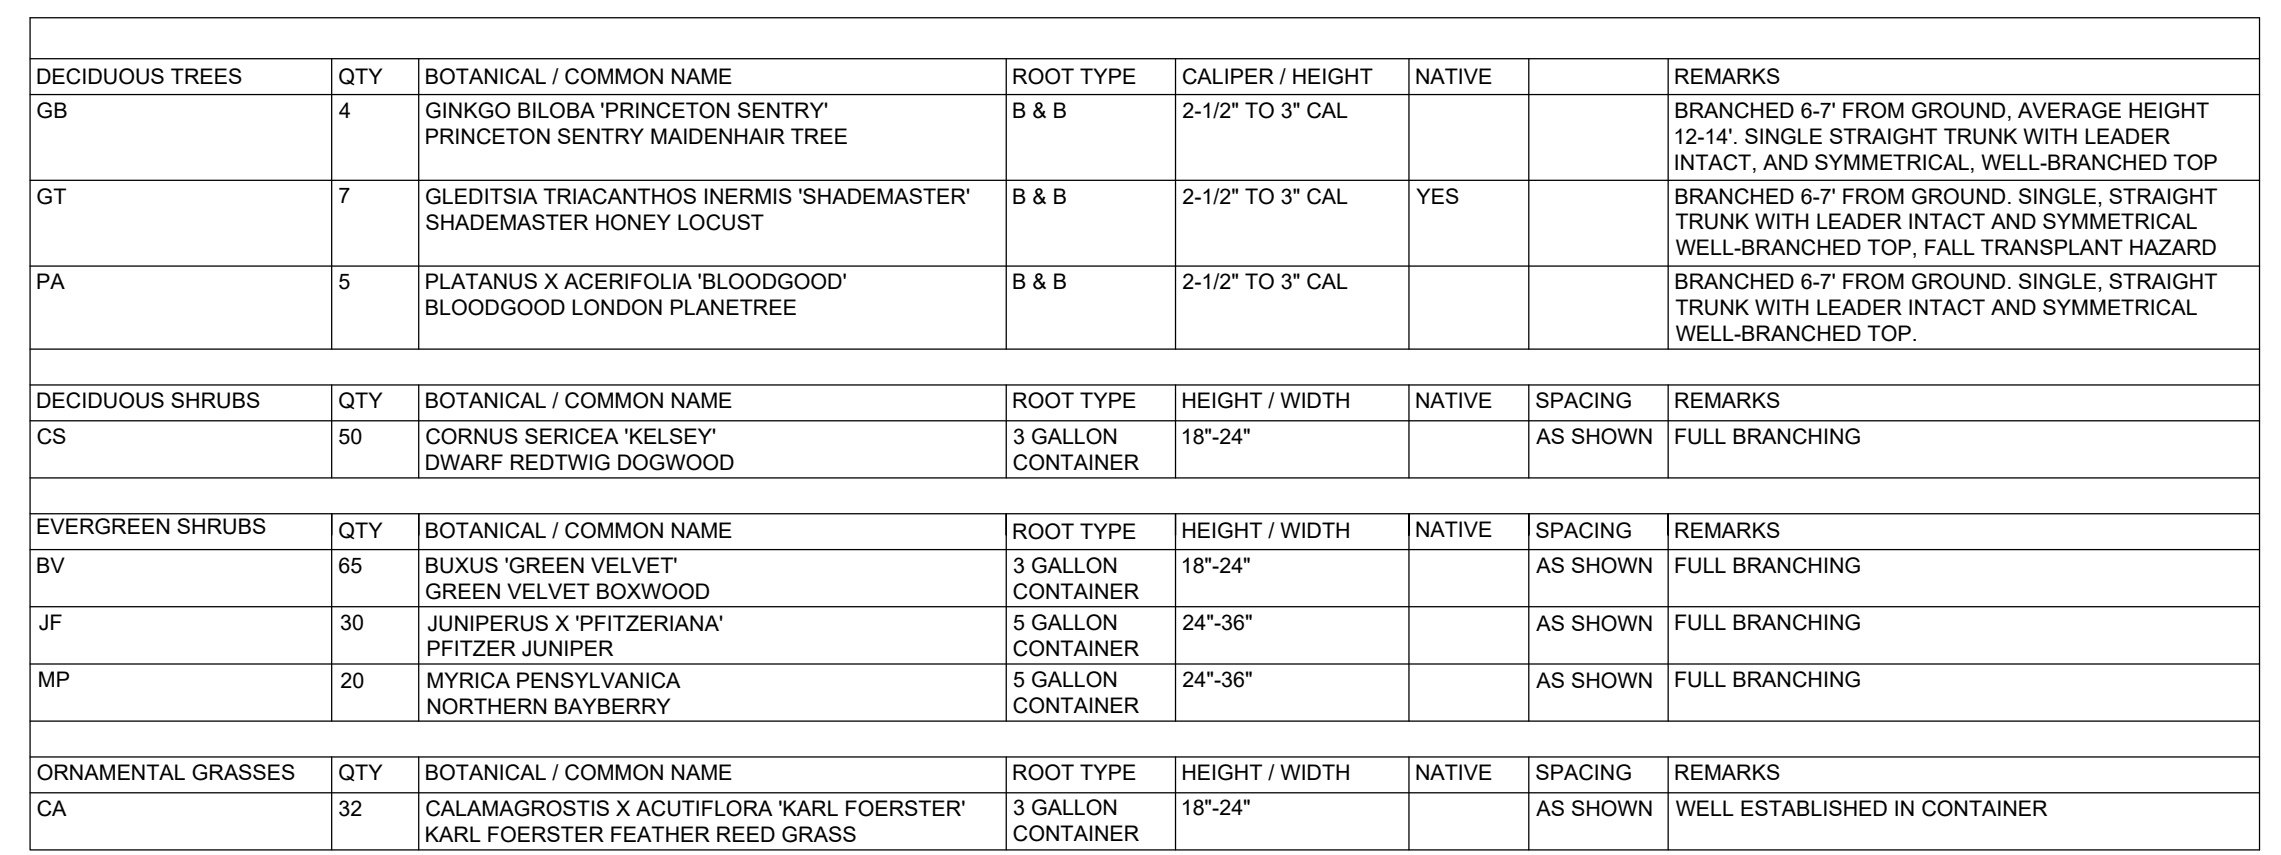 DECIDUOUS TREES QTY BOTANICAL / COMMON NAME ROOT TYPE CALIPER / HEIGHT NATIVE REMARKS
GB 4 GINKGO BILOBA 'PRINCETON SENTRY' B & B 2-1/2" TO 3" CAL BRANCHED 6-7' FROM GROUND, AVERAGE HEIGHT
PRINCETON SENTRY MAIDENHAIR TREE 12-14'. SINGLE STRAIGHT TRUNK WITH LEADER
INTACT, AND SYMMETRICAL, WELL-BRANCHED TOP
GT 7 GLEDITSIA TRIACANTHOS INERMIS 'SHADEMASTER' B & B 2-1/2" TO 3" CAL YES BRANCHED 6-7' FROM GROUND. SINGLE, STRAIGHT
SHADEMASTER HONEY LOCUST TRUNK WITH LEADER INTACT AND SYMMETRICAL
WELL-BRANCHED TOP, FALL TRANSPLANT HAZARD
PA 5 PLATANUS X ACERIFOLIA 'BLOODGOOD' B & B 2-1/2" TO 3" CAL BRANCHED 6-7' FROM GROUND. SINGLE, STRAIGHT
BLOODGOOD LONDON PLANETREE TRUNK WITH LEADER INTACT AND SYMMETRICAL
WELL-BRANCHED TOP.
DECIDUOUS SHRUBS QTY BOTANICAL / COMMON NAME ROOT TYPE HEIGHT / WIDTH NATIVE SPACING REMARKS
CS 50 CORNUS SERICEA 'KELSEY' 3 GALLON 18"-24" AS SHOWN FULL BRANCHING
DWARF REDTWIG DOGWOOD CONTAINER
EVERGREEN SHRUBS QTY BOTANICAL / COMMON NAME ROOT TYPE HEIGHT / WIDTH NATIVE SPACING REMARKS
BV 65 BUXUS 'GREEN VELVET' 3 GALLON 18"-24" AS SHOWN FULL BRANCHING
GREEN VELVET BOXWOOD CONTAINER
JF 30 JUNIPERUS X 'PFITZERIANA' 5 GALLON 24"-36" AS SHOWN FULL BRANCHING
PFITZER JUNIPER CONTAINER
MP 20 MYRICA PENSYLVANICA 5 GALLON 24"-36" AS SHOWN FULL BRANCHING
NORTHERN BAYBERRY CONTAINER
ORNAMENTAL GRASSES QTY BOTANICAL / COMMON NAME ROOT TYPE HEIGHT / WIDTH NATIVE SPACING REMARKS
CA 32 CALAMAGROSTIS X ACUTIFLORA 'KARL FOERSTER' 3 GALLON 18"-24" AS SHOWN WELL ESTABLISHED IN CONTAINER
KARL FOERSTER FEATHER REED GRASS CONTAINER